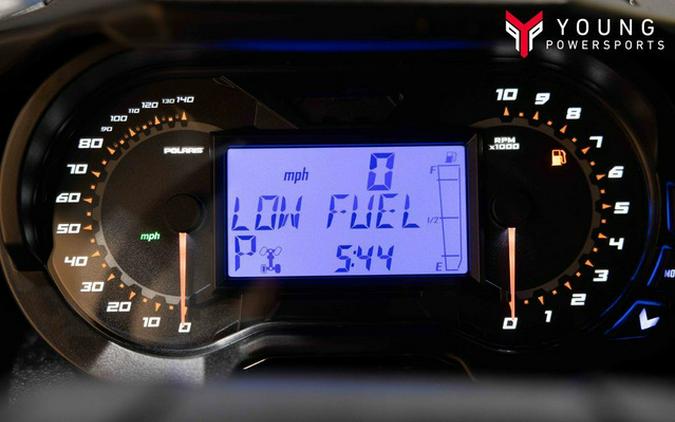 YOUNG
POWERSPORTS
140
130
120
110
100
90
80
70
60
50
40
30
20
10
0
POLARIS
mph
mph 0
LOW FUEL
P 5:44
F
1/2
E
RPM
x1000
10
9
8
7
6
5
4
3
2
1
0